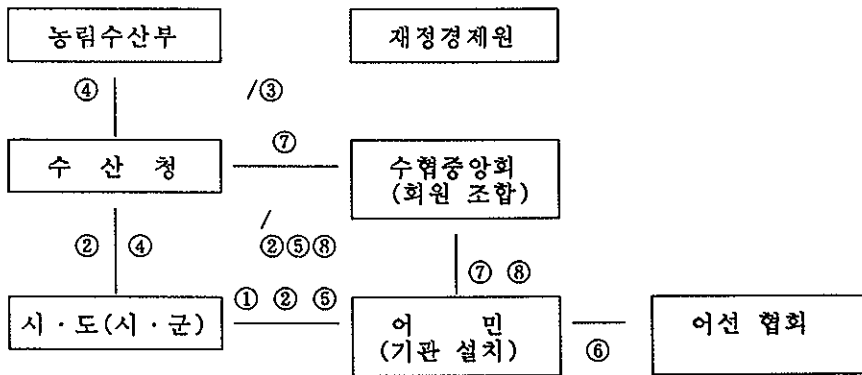 농림수산부 재정경제원
④ /③
⑦
수 산 청 수협중앙회
(회원 조합)
/
② ④ ②⑤⑧
⑦ ⑧
① ② ⑤
시·도(시·군) 어 민 어선 협회
(기관 설치) ⑥